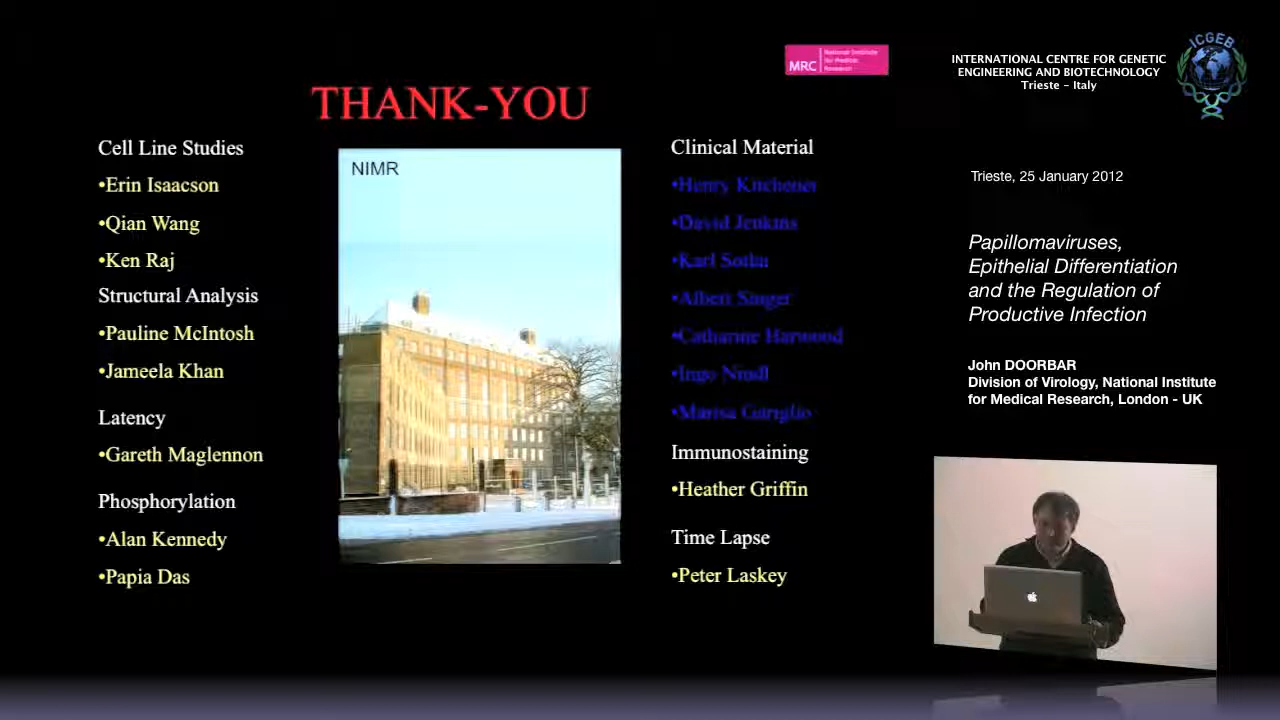 THANK-YOU
Cell Line Studies
•Erin Isaacson
•Qian Wang
•Ken Raj
Structural Analysis
•Pauline McIntosh
•Jameela Khan
Latency
•Gareth Maglennon
Phosphorylation
•Alan Kennedy
•Papia Das
NIMR
Clinical Material
•Henry Kitchener
•David Jenkins
•Karl
•Albert Singer
•Catharine Harwood
•Ingo Nindl
•Marisa Gariglio
Immunostaining
•Heather Griffin
Time Lapse
•Peter Laskey
MRC
National Institute
for Medical
Research
INTERNATIONAL CENTRE FOR GENETIC
ENGINEERING AND BIOTECHNOLOGY
Trieste – Italy
ICGEB
Trieste, 25 January 2012
Papillomaviruses,
Epithelial Differentiation
and the Regulation of
Productive Infection
John DOORBAR
Division of Virology, National Institute
for Medical Research, London - UK